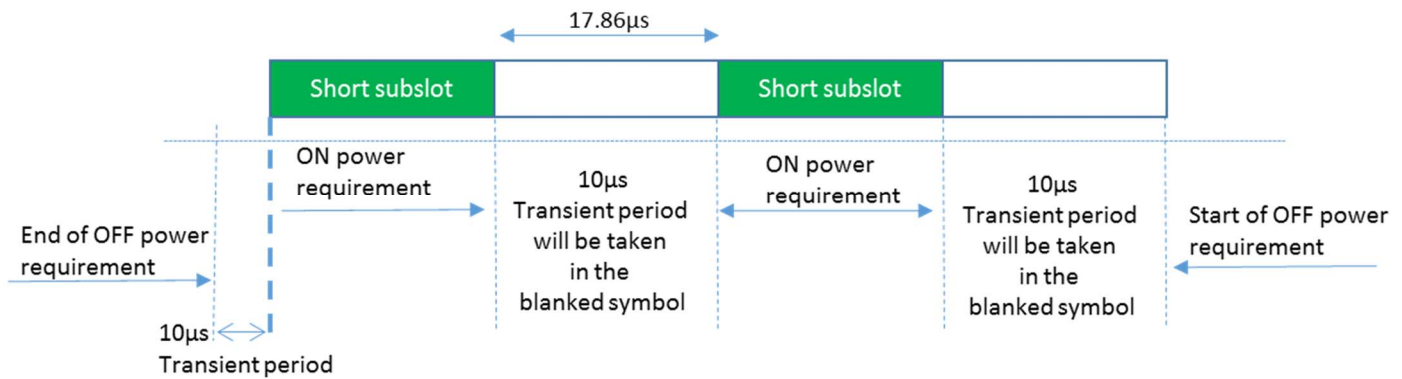 17.86µs
Short subslot
Short subslot
ON power
requirement
10µs
Transient period
will be taken
in the
blanked symbol
ON power
requirement
10µs
Transient period
will be taken
in the
blanked symbol
End of OFF power
requirement
Start of OFF power
requirement
10µs
Transient period